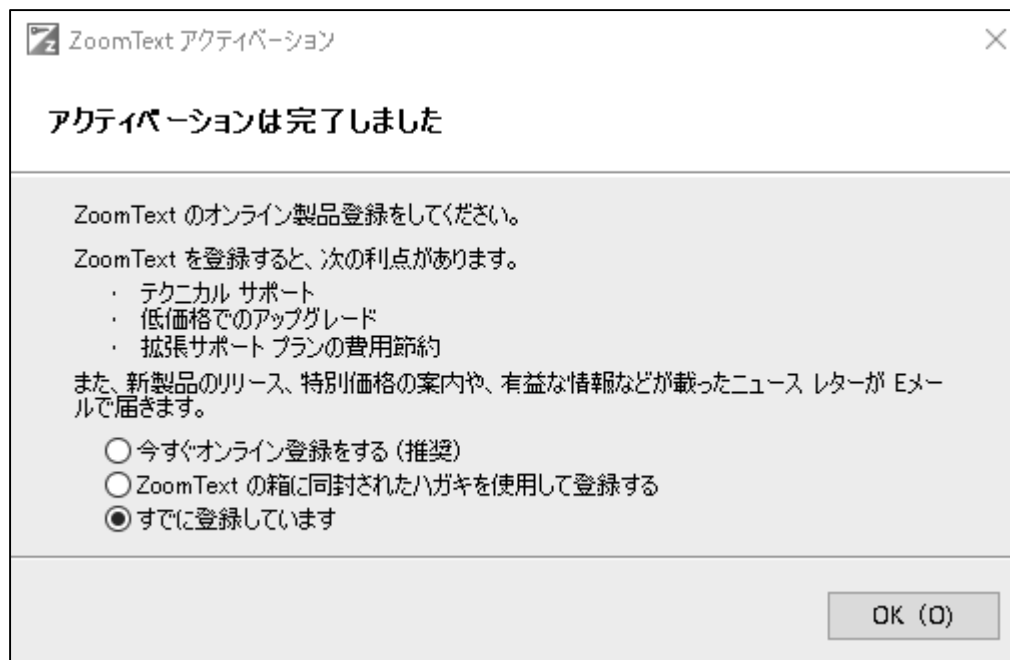 ZoomText アクティベーション
アクティベーションは完了しました
ZoomText のオンライン製品登録をしてください。
ZoomText を登録すると、次の利点があります。
・ テクニカル サポート
・ 低価格でのアップグレード
・ 拡張サポート プランの費用節約
また、新製品のリリース、特別価格の案内や、有益な情報などが載ったニュース レターが Eメー
ルで届きます。
今すぐオンライン登録をする (推奨)
ZoomText の箱に同封されたハガキを使用して登録する
すでに登録しています
OK (O)